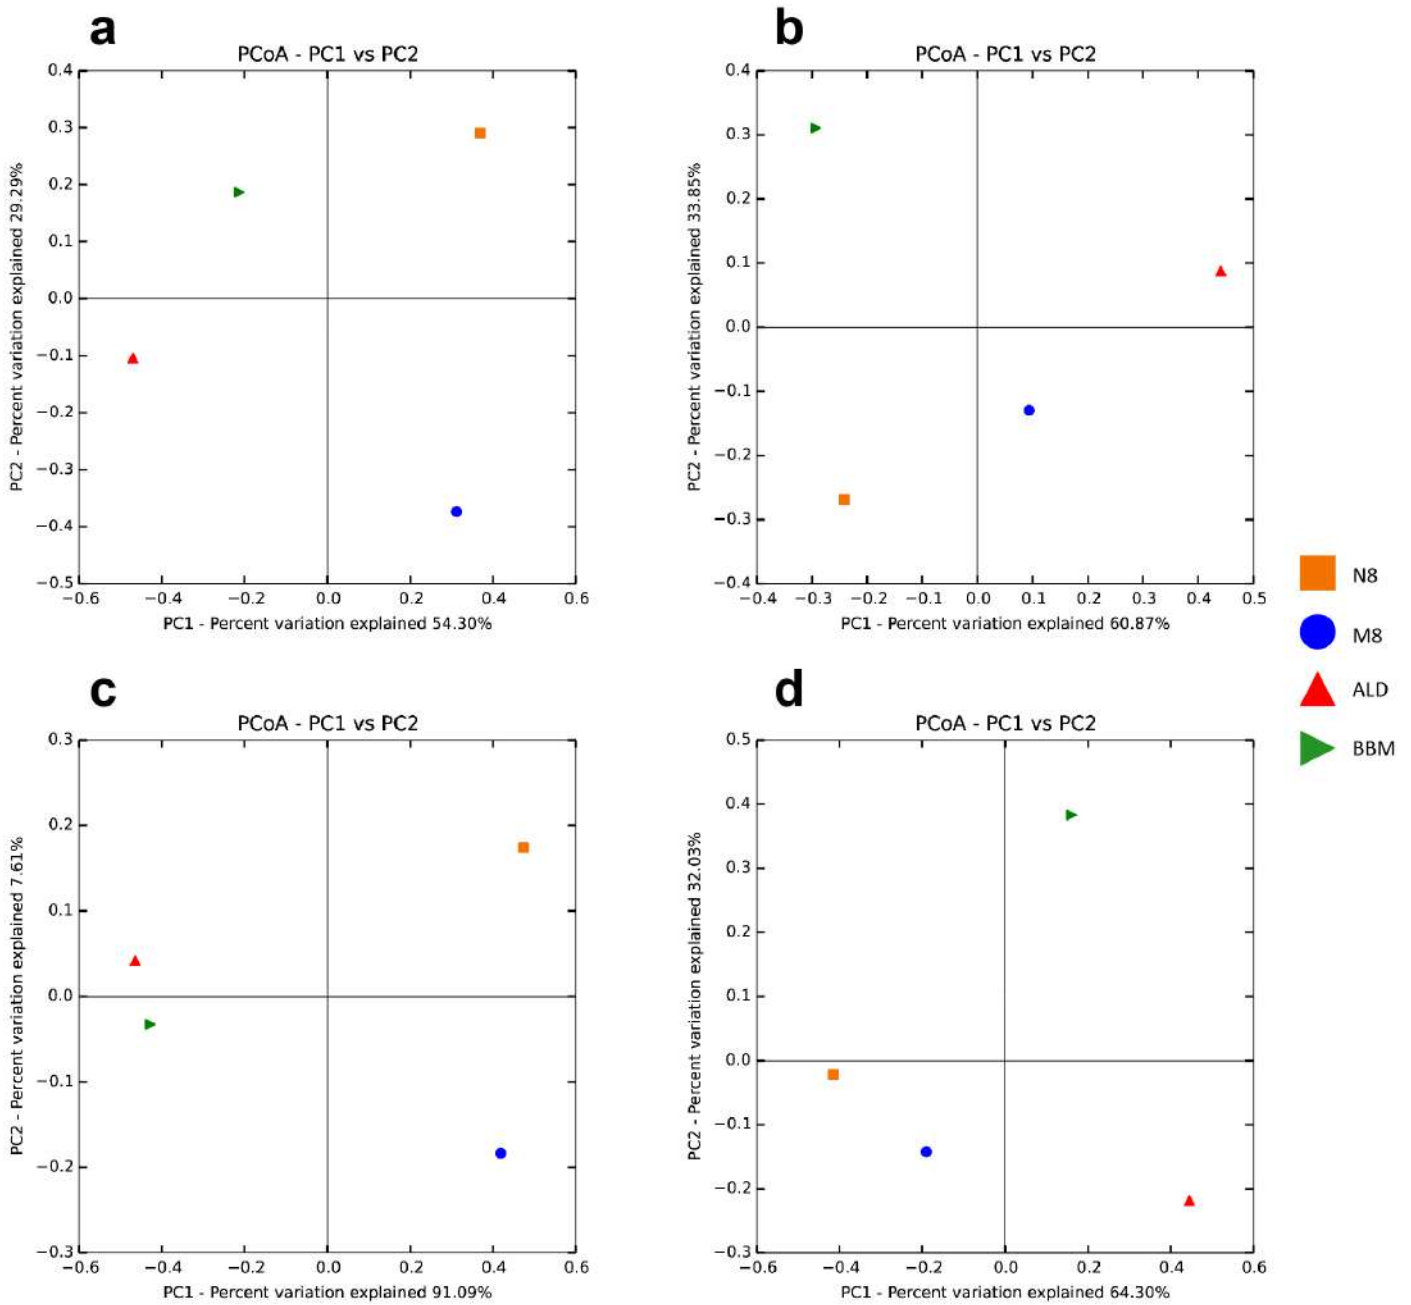 a
PCoA - PC1 vs PC2
0.4
0.3
0.2
0.1
0.0
−0.1
−0.2
−0.3
−0.4
−0.5
−0.6 −0.4 −0.2 0.0 0.2 0.4 0.6
PC2 - Percent variation explained 29.29%
PC1 - Percent variation explained 54.30%
b
PCoA - PC1 vs PC2
0.4
0.3
0.2
0.1
0.0
−0.1
−0.2
−0.3
−0.4
−0.4 −0.3 −0.2 −0.1 0.0 0.1 0.2 0.3 0.4 0.5
PC2 - Percent variation explained 33.85%
PC1 - Percent variation explained 60.87%
c
PCoA - PC1 vs PC2
0.3
0.2
0.1
0.0
−0.1
−0.2
−0.3
−0.6 −0.4 −0.2 0.0 0.2 0.4 0.6
PC2 - Percent variation explained 7.61%
PC1 - Percent variation explained 91.09%
d
PCoA - PC1 vs PC2
0.5
0.4
0.3
0.2
0.1
0.0
−0.1
−0.2
−0.3
−0.6 −0.4 −0.2 0.0 0.2 0.4 0.6
PC2 - Percent variation explained 32.03%
PC1 - Percent variation explained 64.30%
N8
M8
ALD
BBM